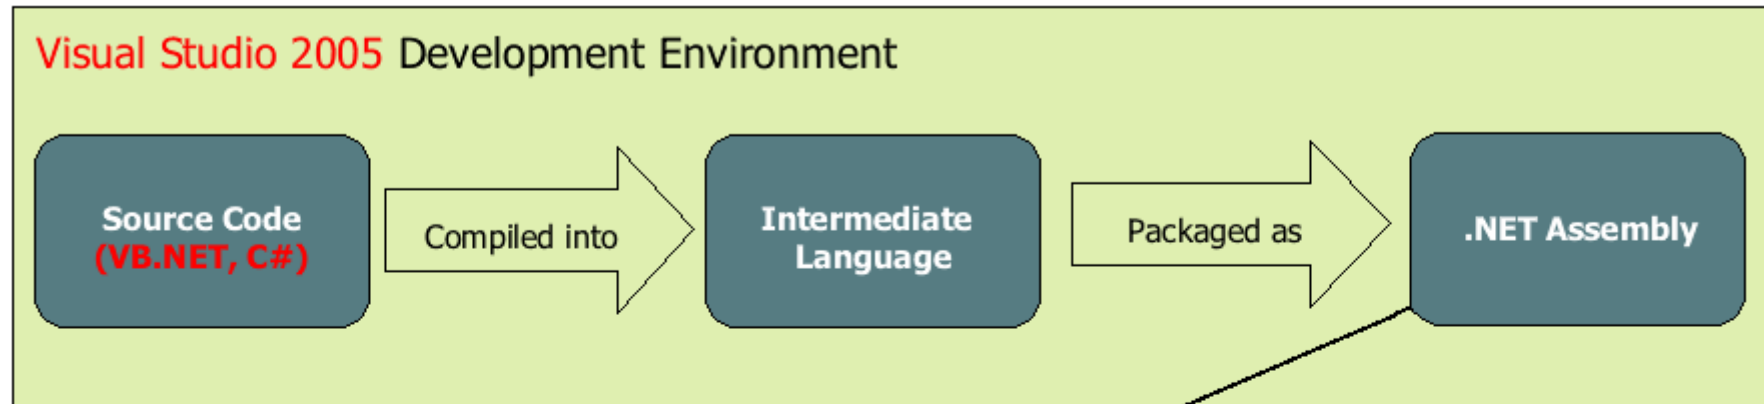 Visual Studio 2005 Development Environment
Source Code
(VB.NET, C#)
Compiled into
Intermediate
Language
Packaged as
.NET Assembly